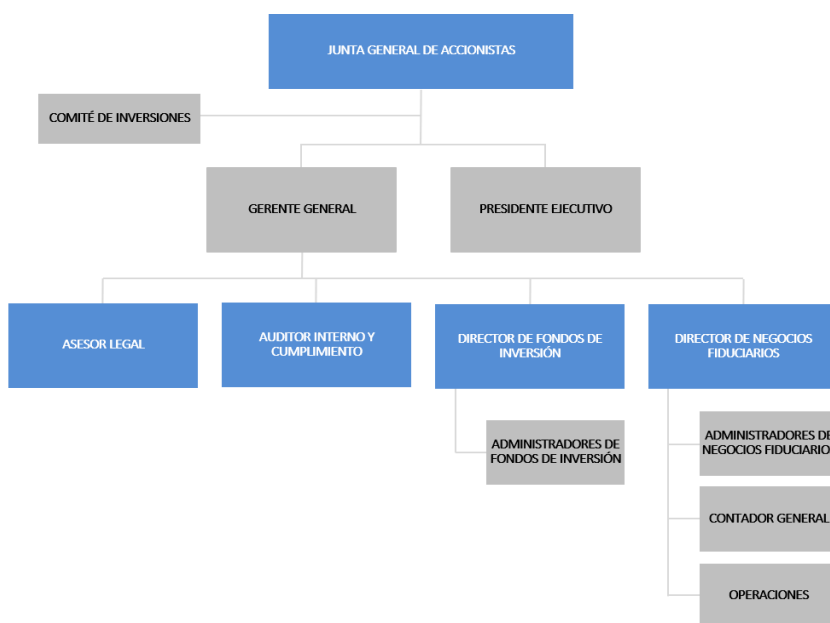 JUNTA GENERAL DE ACCIONISTAS
COMITÉ DE INVERSIONES
GERENTE GENERAL
PRESIDENTE EJECUTIVO
ASESOR LEGAL
AUDITOR INTERNO Y
CUMPLIMIENTO
DIRECTOR DE FONDOS DE
INVERSIÓN
DIRECTOR DE NEGOCIOS
FIDUCIARIOS
ADMINISTRADORES DE
FONDOS DE INVERSIÓN
ADMINISTRADORES DE
NEGOCIOS FIDUCIARIO
CONTADOR GENERAL
OPERACIONES